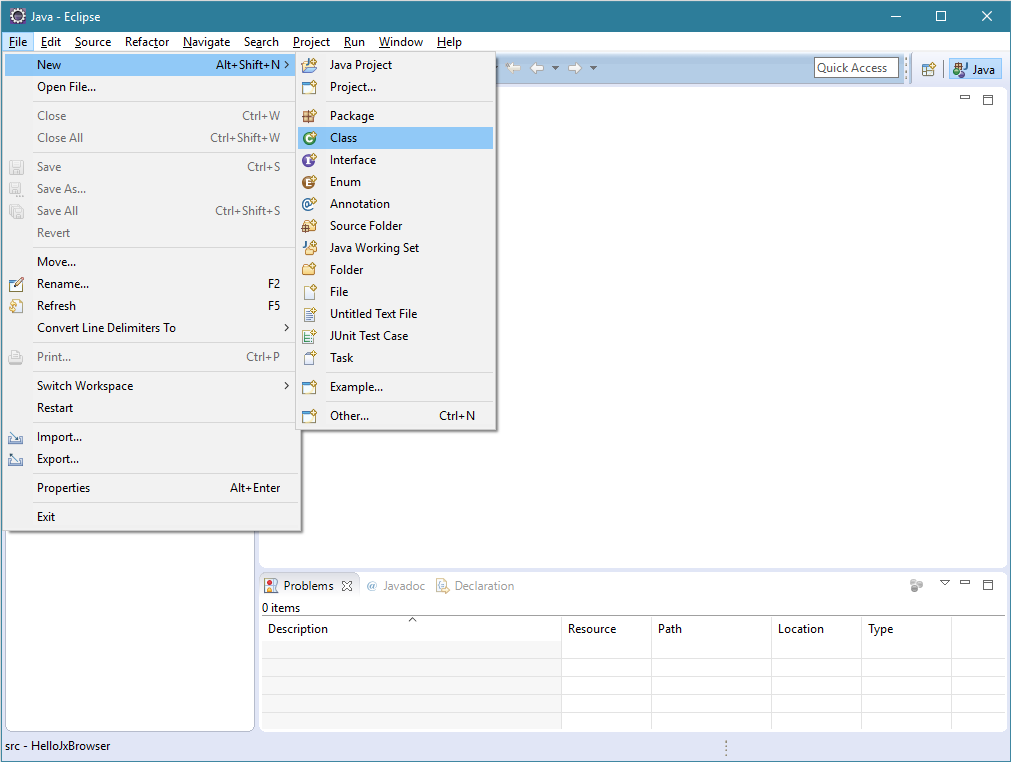 Java - Eclipse
File Edit Source Refactor Navigate Search Project Run Window Help
New Alt+Shift+N
Open File...
Close Ctrl+W
Close All Ctrl+Shift+W
Save Ctrl+S
Save As...
Save All Ctrl+Shift+S
Revert
Move...
Rename... F2
Refresh F5
Convert Line Delimiters To
Print... Ctrl+P
Switch Workspace
Restart
Import...
Export...
Properties Alt+Enter
Exit
Java Project
Project...
Package
Class
Interface
Enum
Annotation
Source Folder
Java Working Set
Folder
File
Untitled Text File
JUnit Test Case
Task
Example...
Other... Ctrl+N
Quick Access
Java
Problems @ Javadoc Declaration
0 items
Description Resource Path Location Type
src - HelloJxBrowser